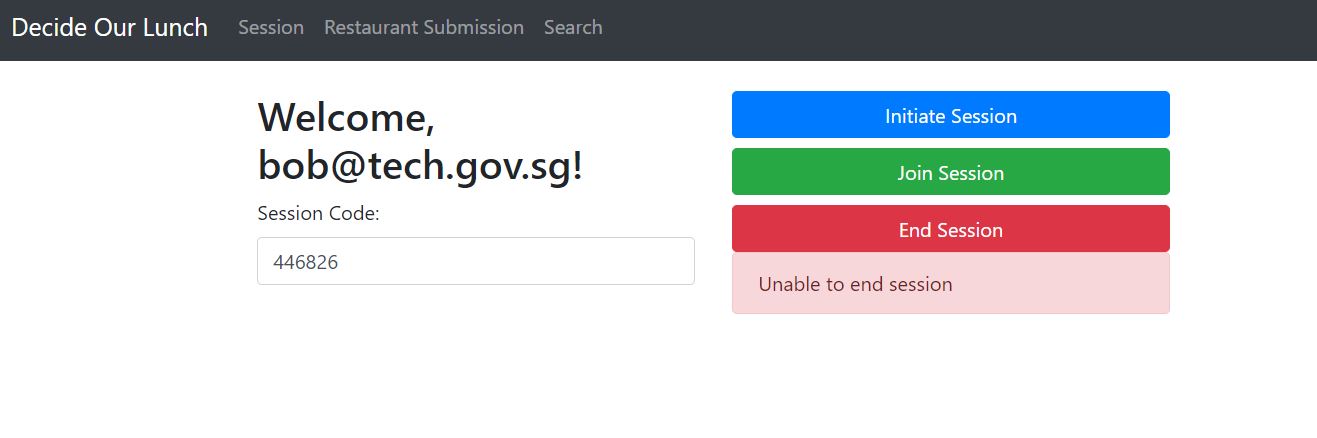 Decide Our Lunch Session Restaurant Submission Search
Welcome,
bob@tech.gov.sg!
Session Code:
446826
Initiate Session
Join Session
End Session
Unable to end session